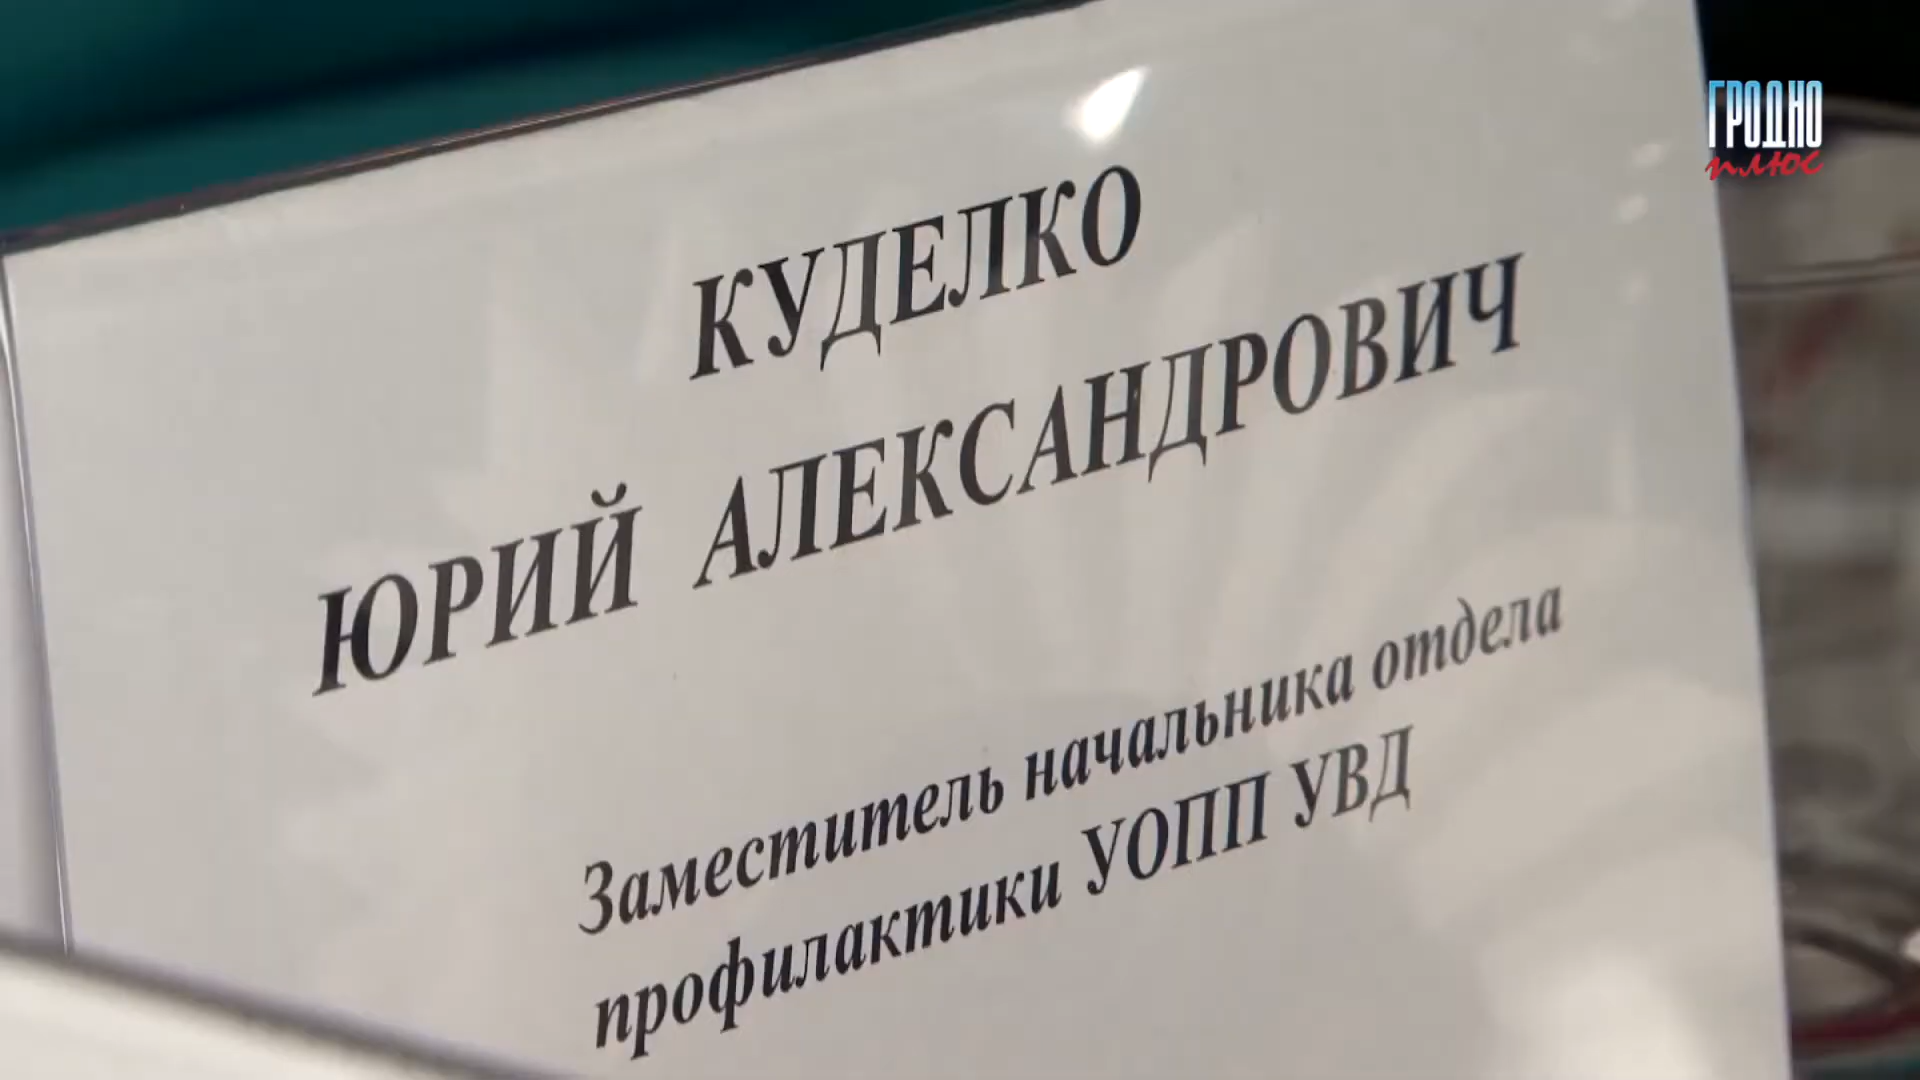 ГРОДНО
плюс
КУДЕЛКО
ЮРИЙ АЛЕКСАНДРОВИЧ
Заместитель начальника отдела
профилактики УОПП УВД